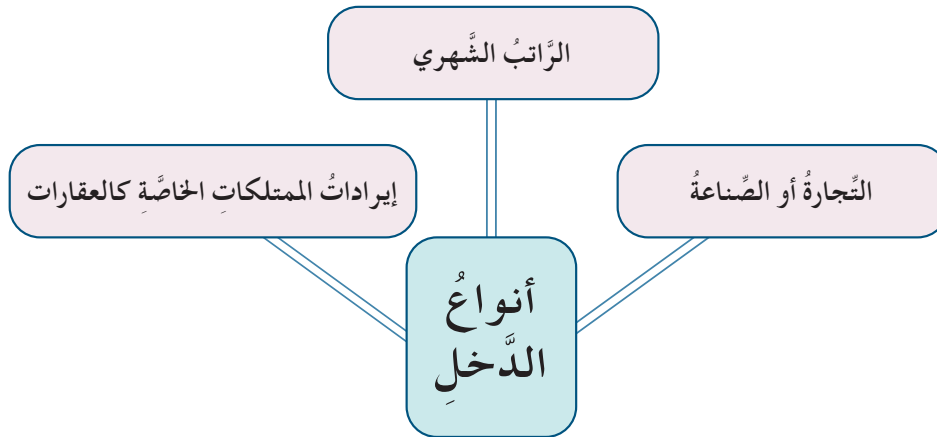 الرَّاتبُ الشَّهري
التِّجارةُ أو الصِّناعةُ
إيراداتُ الممتلكاتِ الخاصَّةِ كالعقارات
أنواعُ
الدَّخلِ